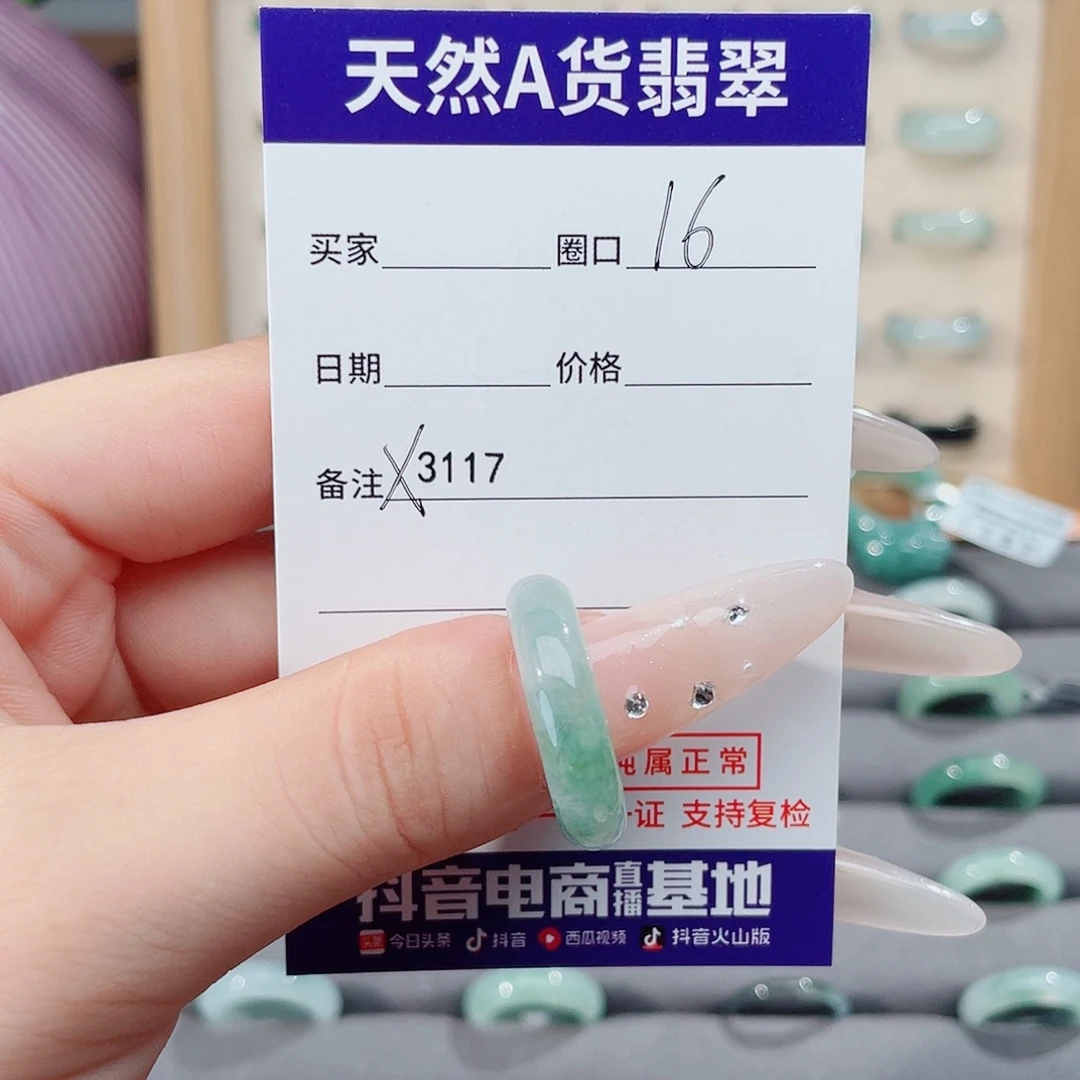 天然A货翡翠
买家 圈口 16
日期 价格
备注 X3117
属正常
证 支持复检
抖音电商直播基地
头条 今日头条 抖音 西瓜视频 抖音火山版